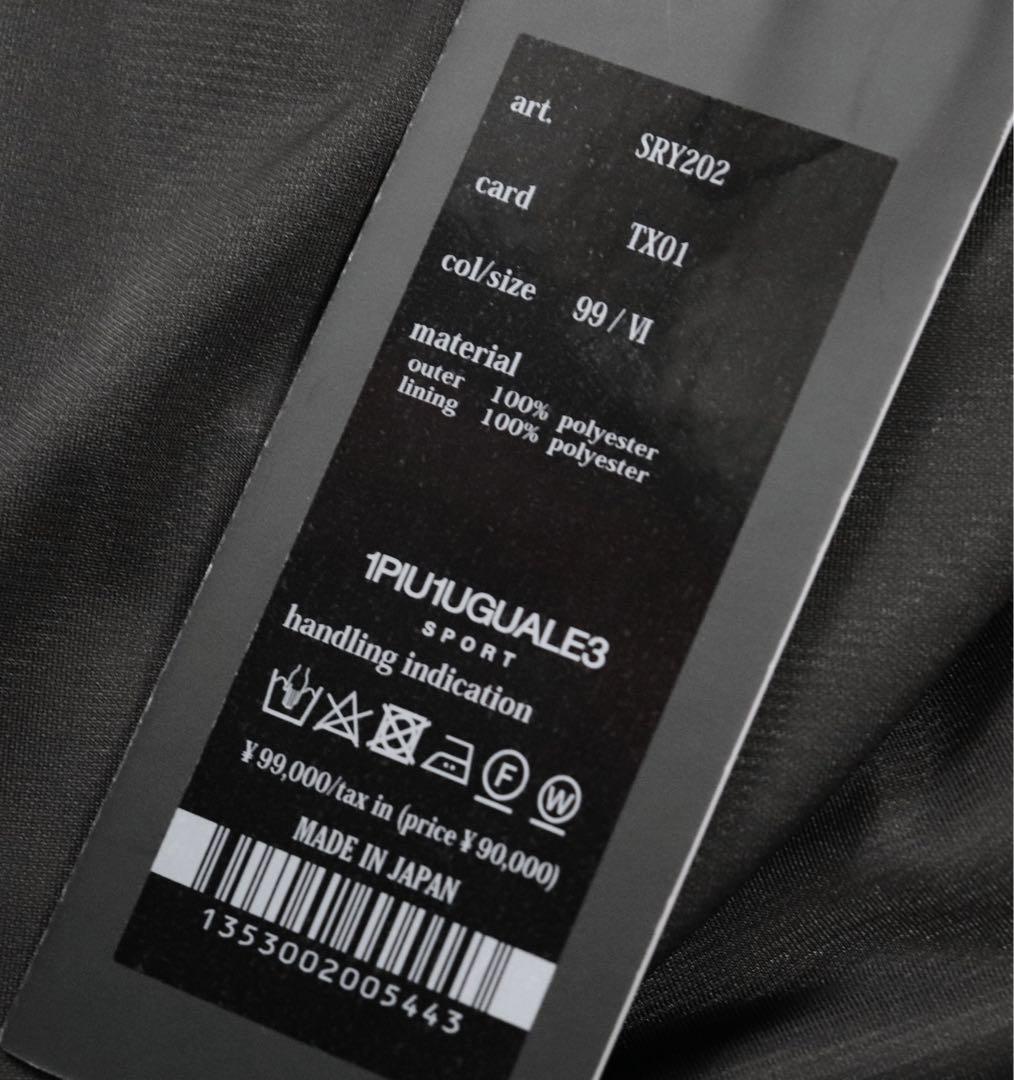 art. SRY202
card TX01
col/size 99 / VI
material
outer 100% polyester
lining 100% polyester
1PIU1UGUALE3
SPORT
handling indication
F W
¥ 99,000/tax in (price ¥ 90,000)
MADE IN JAPAN
1353002005443